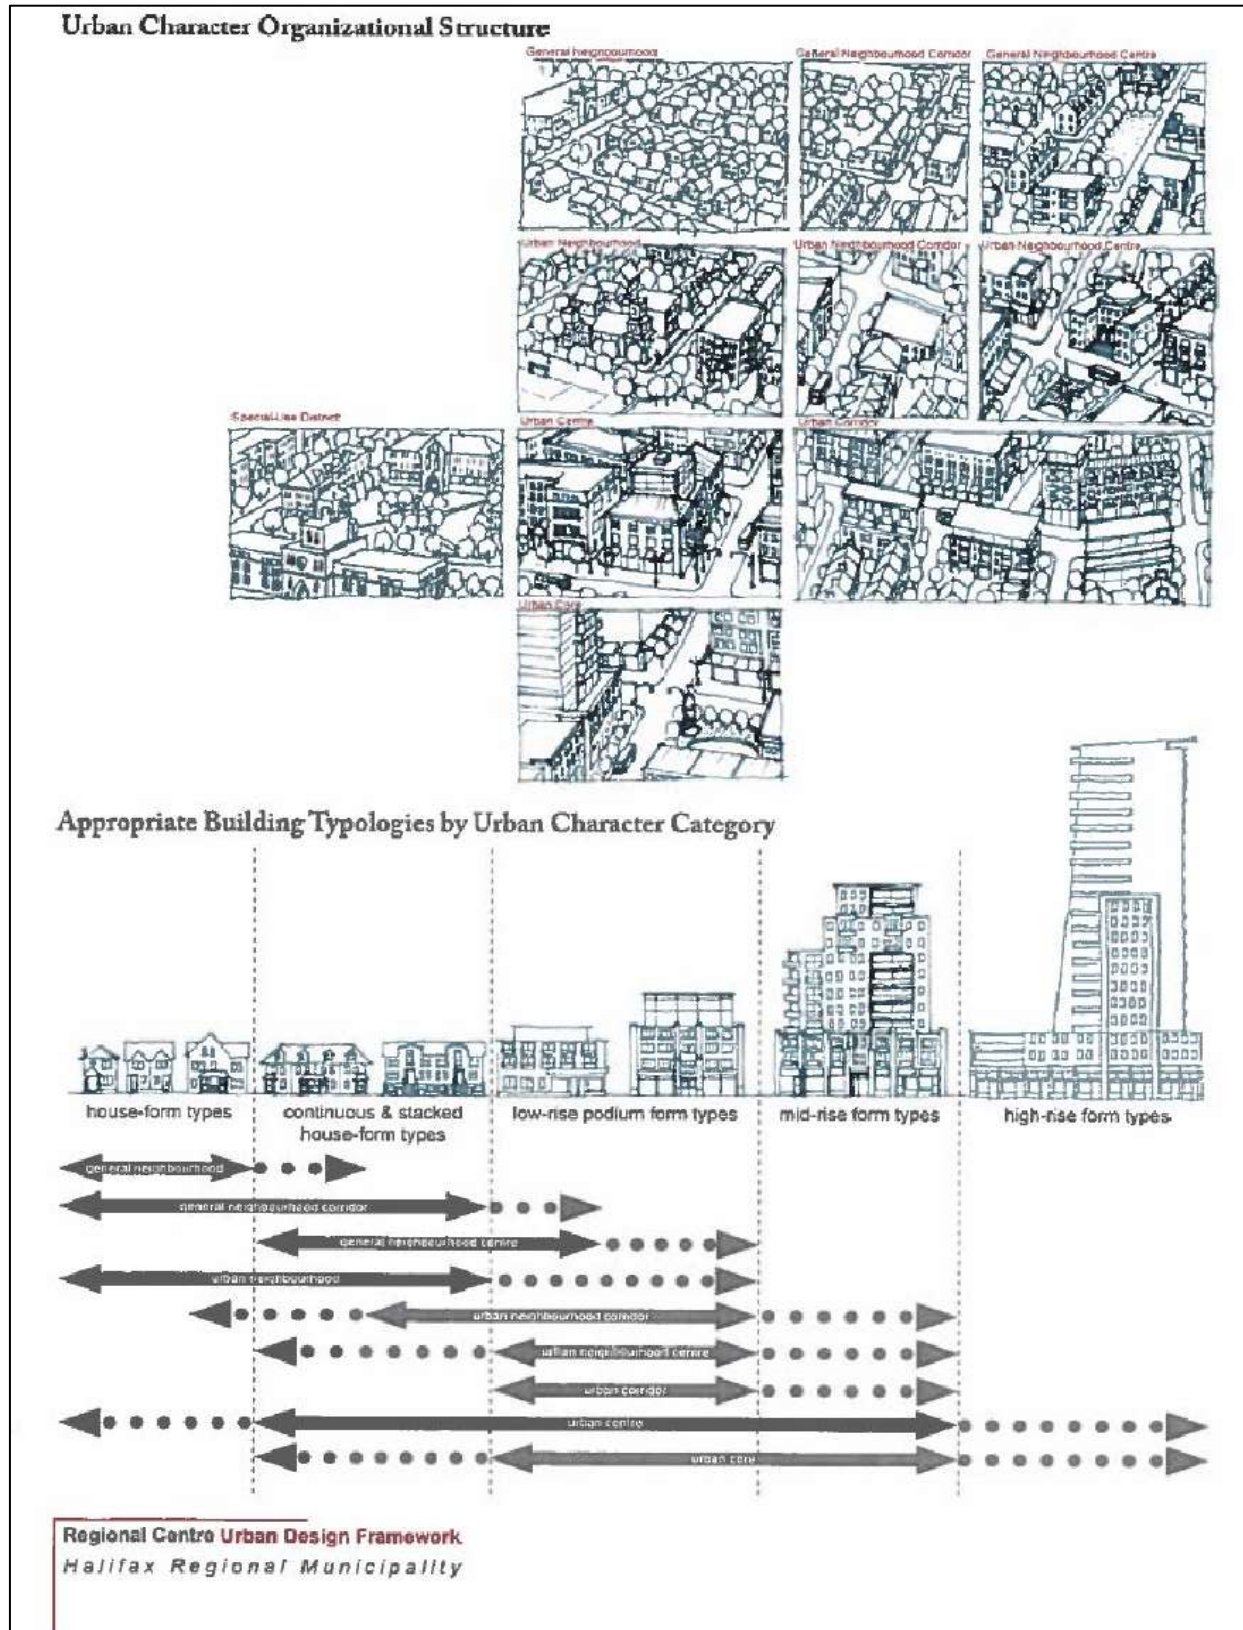 Urban Character Organizational Structure
General Neighbourhood
General Neighbourhood Corridor
General Neighbourhood Centre
Urban Neighbourhood
Urban Neighbourhood Corridor
Urban Neighbourhood Centre
Special-Use District
Urban Centre
Urban Corridor
Urban Core
Appropriate Building Typologies by Urban Character Category
house-form types
continuous & stacked
house-form types
low-rise podium form types
mid-rise form types
high-rise form types
general neighbourhood
general neighbourhood corridor
general neighbourhood centre
urban neighbourhood
urban neighbourhood corridor
urban neighbourhood centre
urban corridor
urban centre
urban core
Regional Centre Urban Design Framework
Halifax Regional Municipality